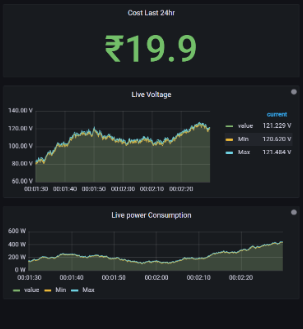 Cost Last 24hr
₹19.9
Live Voltage
current
140.00 V
value 121.229 V
120.00 V
Min 120.620 V
100.00 V
Max 121.484 V
80.00 V
60.00 V
00:01:30 00:01:40 00:01:50 00:02:00 00:02:10 00:02:20
Live power Consumption
600 W
400 W
200 W
0 W
00:01:30 00:01:40 00:01:50 00:02:00 00:02:10 00:02:20
value Min Max